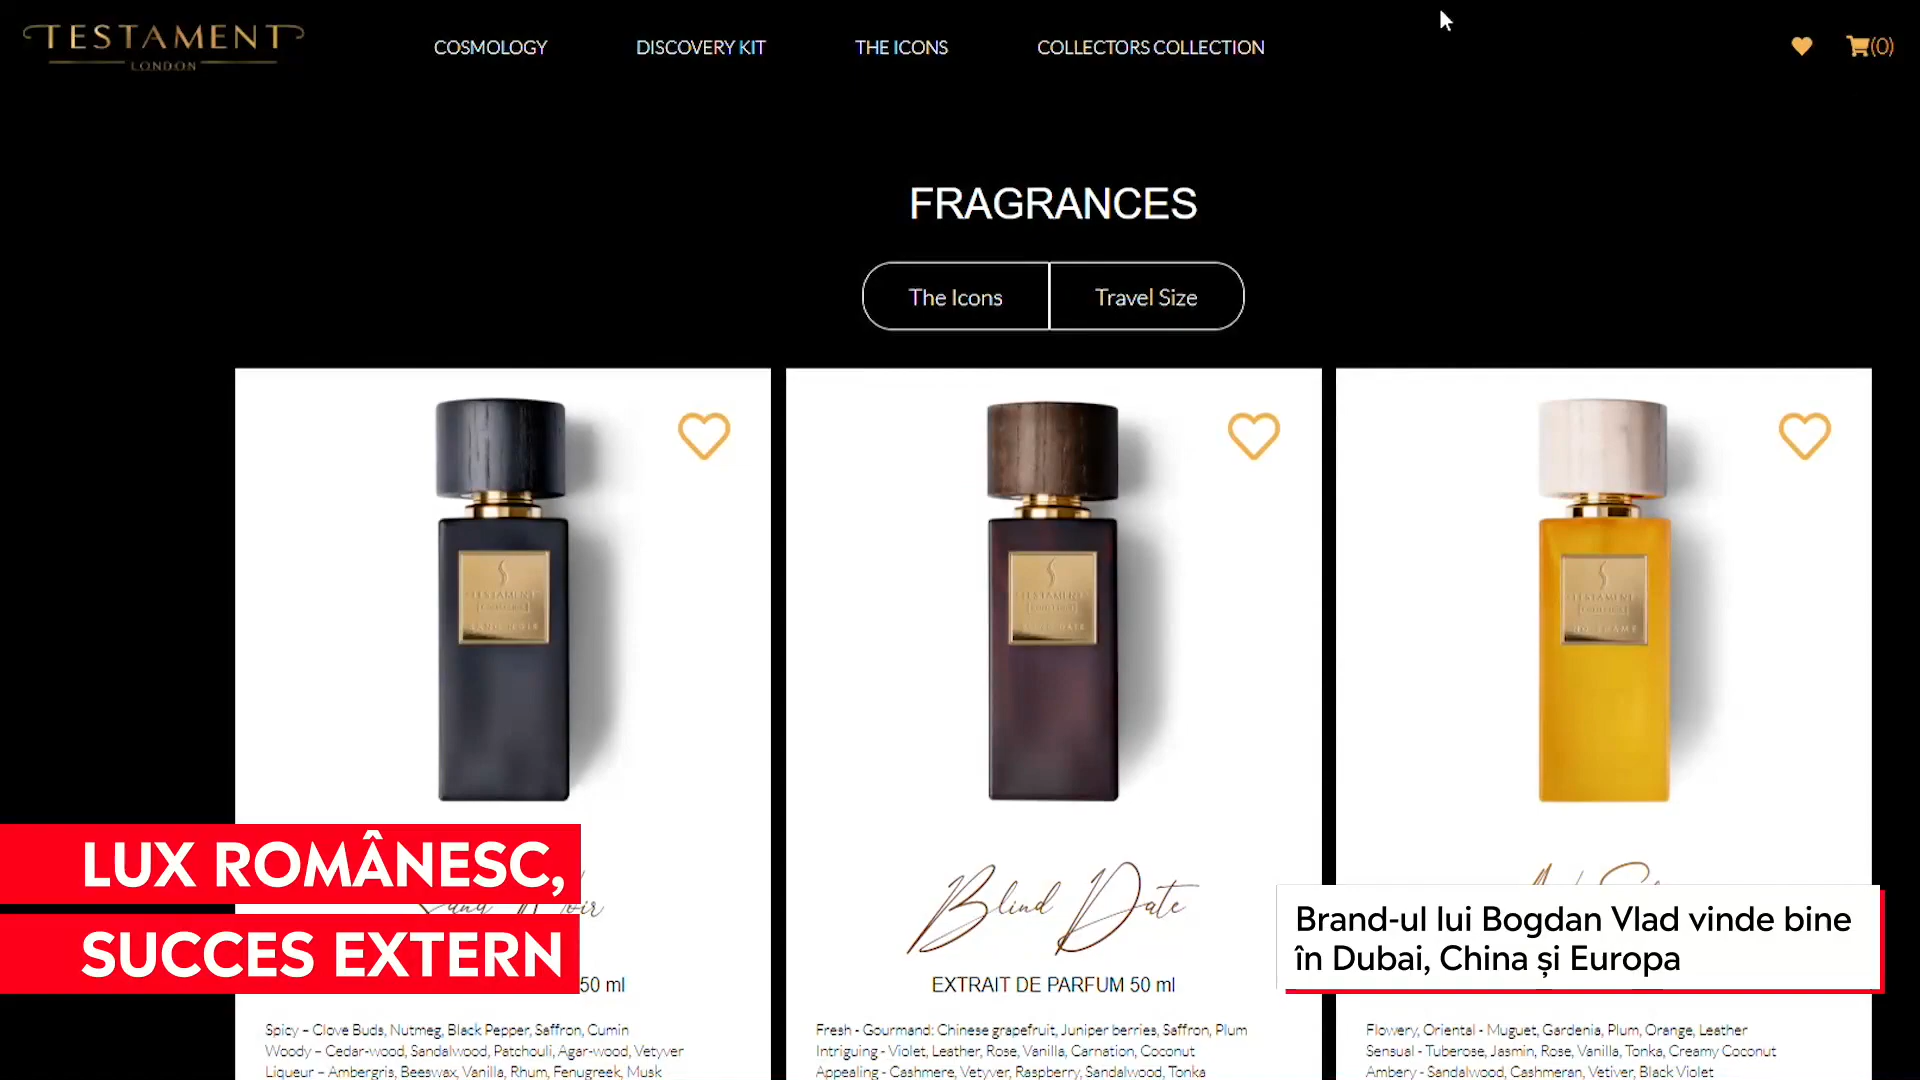 TESTAMENT
LONDON
COSMOLOGY
DISCOVERY KIT
THE ICONS
COLLECTORS COLLECTION
(0)
FRAGRANCES
The Icons
Travel Size
TESTAMENT
TESTAMENT
TESTAMENT
LUX ROMÂNESC,
SUCCES EXTERN
50 ml
Blind Date
EXTRAIT DE PARFUM 50 ml
Brand-ul lui Bogdan Vlad vinde bine
în Dubai, China și Europa
Spicy – Clove Buds, Nutmeg, Black Pepper, Saffron, Cumin
Woody – Cedar-wood, Sandalwood, Patchouli, Agar-wood, Vetyver
Liqueur – Ambergris, Beeswax, Vanilla, Rhum, Fenugreek, Musk
Fresh - Gourmand: Chinese grapefruit, Juniper berries, Saffron, Plum
Intriguing - Violet, Leather, Rose, Vanilla, Carnation, Coconut
Appealing - Cashmere, Vetyver, Raspberry, Sandalwood, Tonka
Flowery, Oriental - Muguet, Gardenia, Plum, Orange, Leather
Sensual - Tuberose, Jasmin, Rose, Vanilla, Tonka, Creamy Coconut
Ambery - Sandalwood, Cashmeran, Vetiver, Black Violet